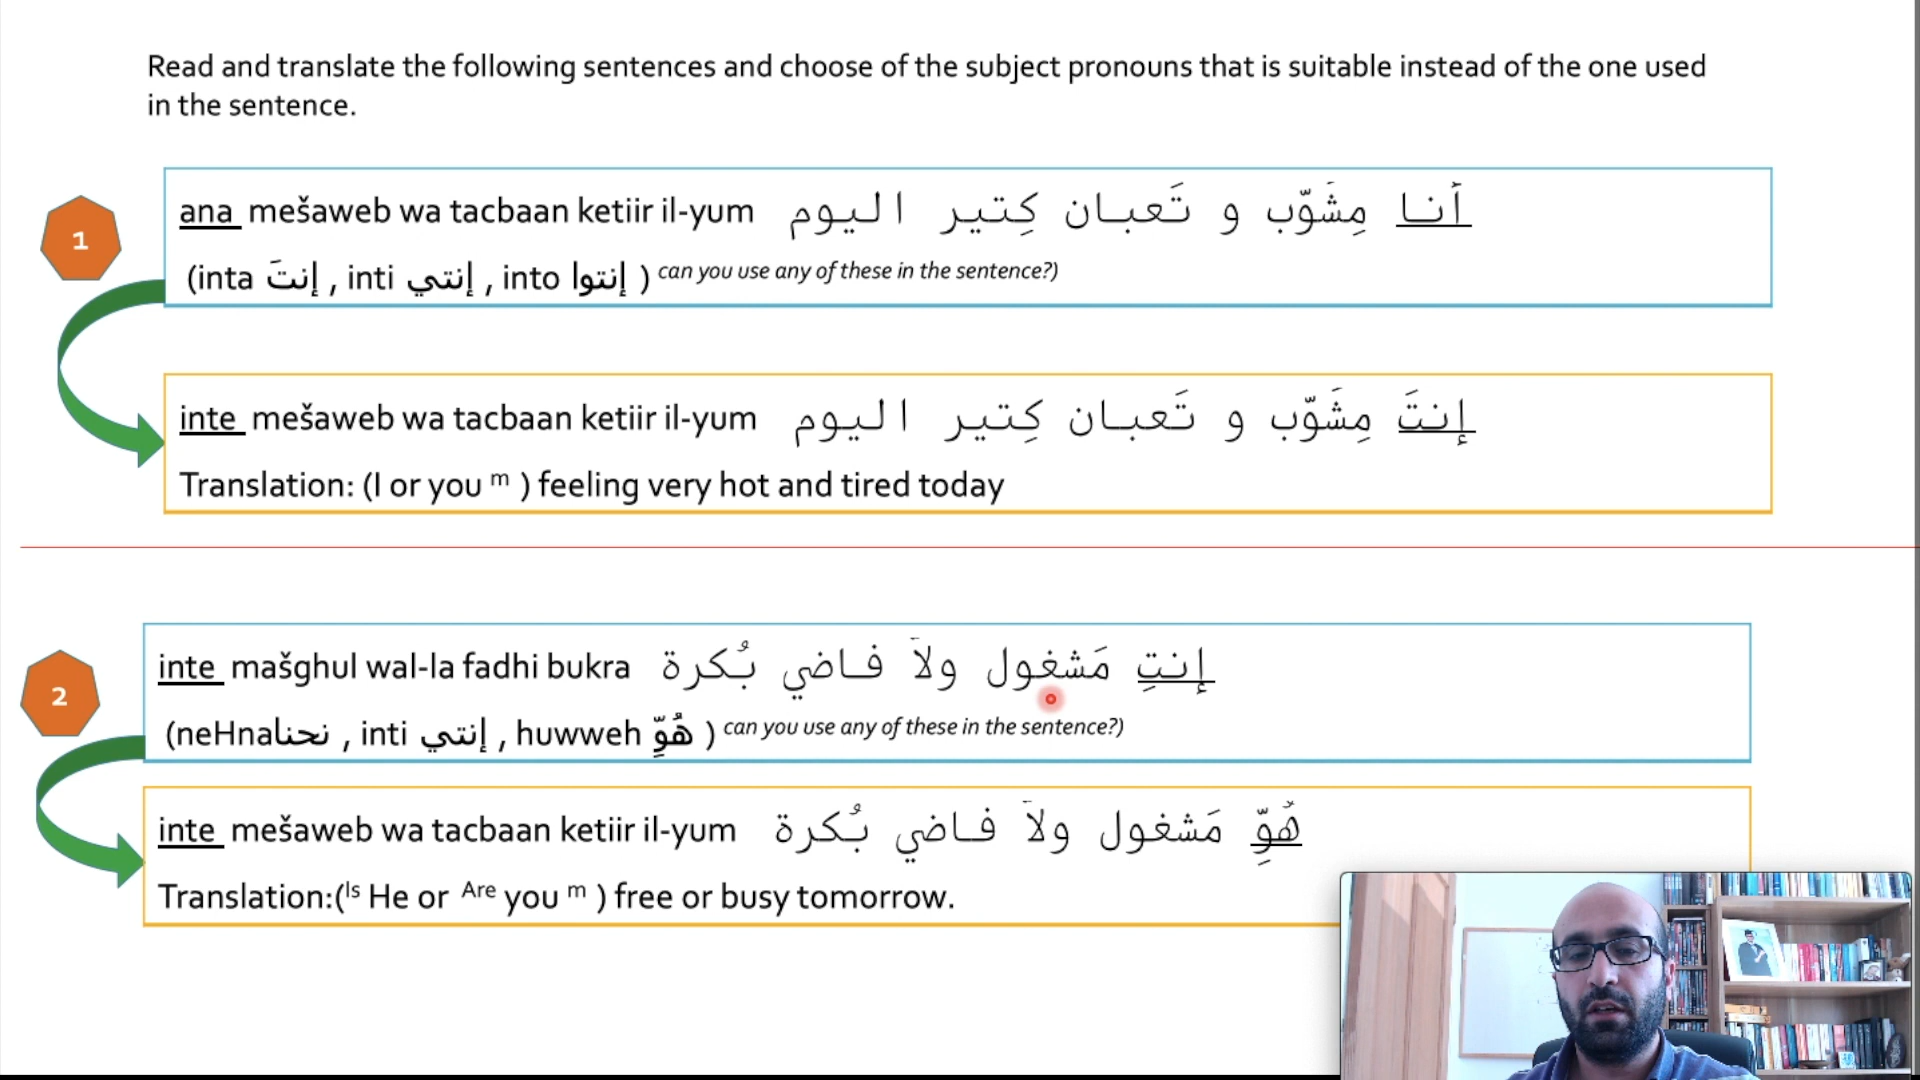 Read and translate the following sentences and choose of the subject pronouns that is suitable instead of the one used
in the sentence.
1
ana mešaweb wa tacbaan ketiir il-yum أَنا مِشَوّب و تَعبان كِتير اليوم
(inta إنتَ , inti إنتي , into إنتوا ) can you use any of these in the sentence?)
inte mešaweb wa tacbaan ketiir il-yum إنتَ مِشَوّب و تَعبان كِتير اليوم
Translation: (I or you m ) feeling very hot and tired today
2
inte mašghul wal-la fadhi bukra إنتِ مَشغول ولاَ فاضي بُكرة
(neHna نحنا , inti إنتي , huwweh هُوِّ ) can you use any of these in the sentence?)
inte mešaweb wa tacbaan ketiir il-yum هُوِّ مَشغول ولاَ فاضي بُكرة
Translation:(Is He or Are you m ) free or busy tomorrow.